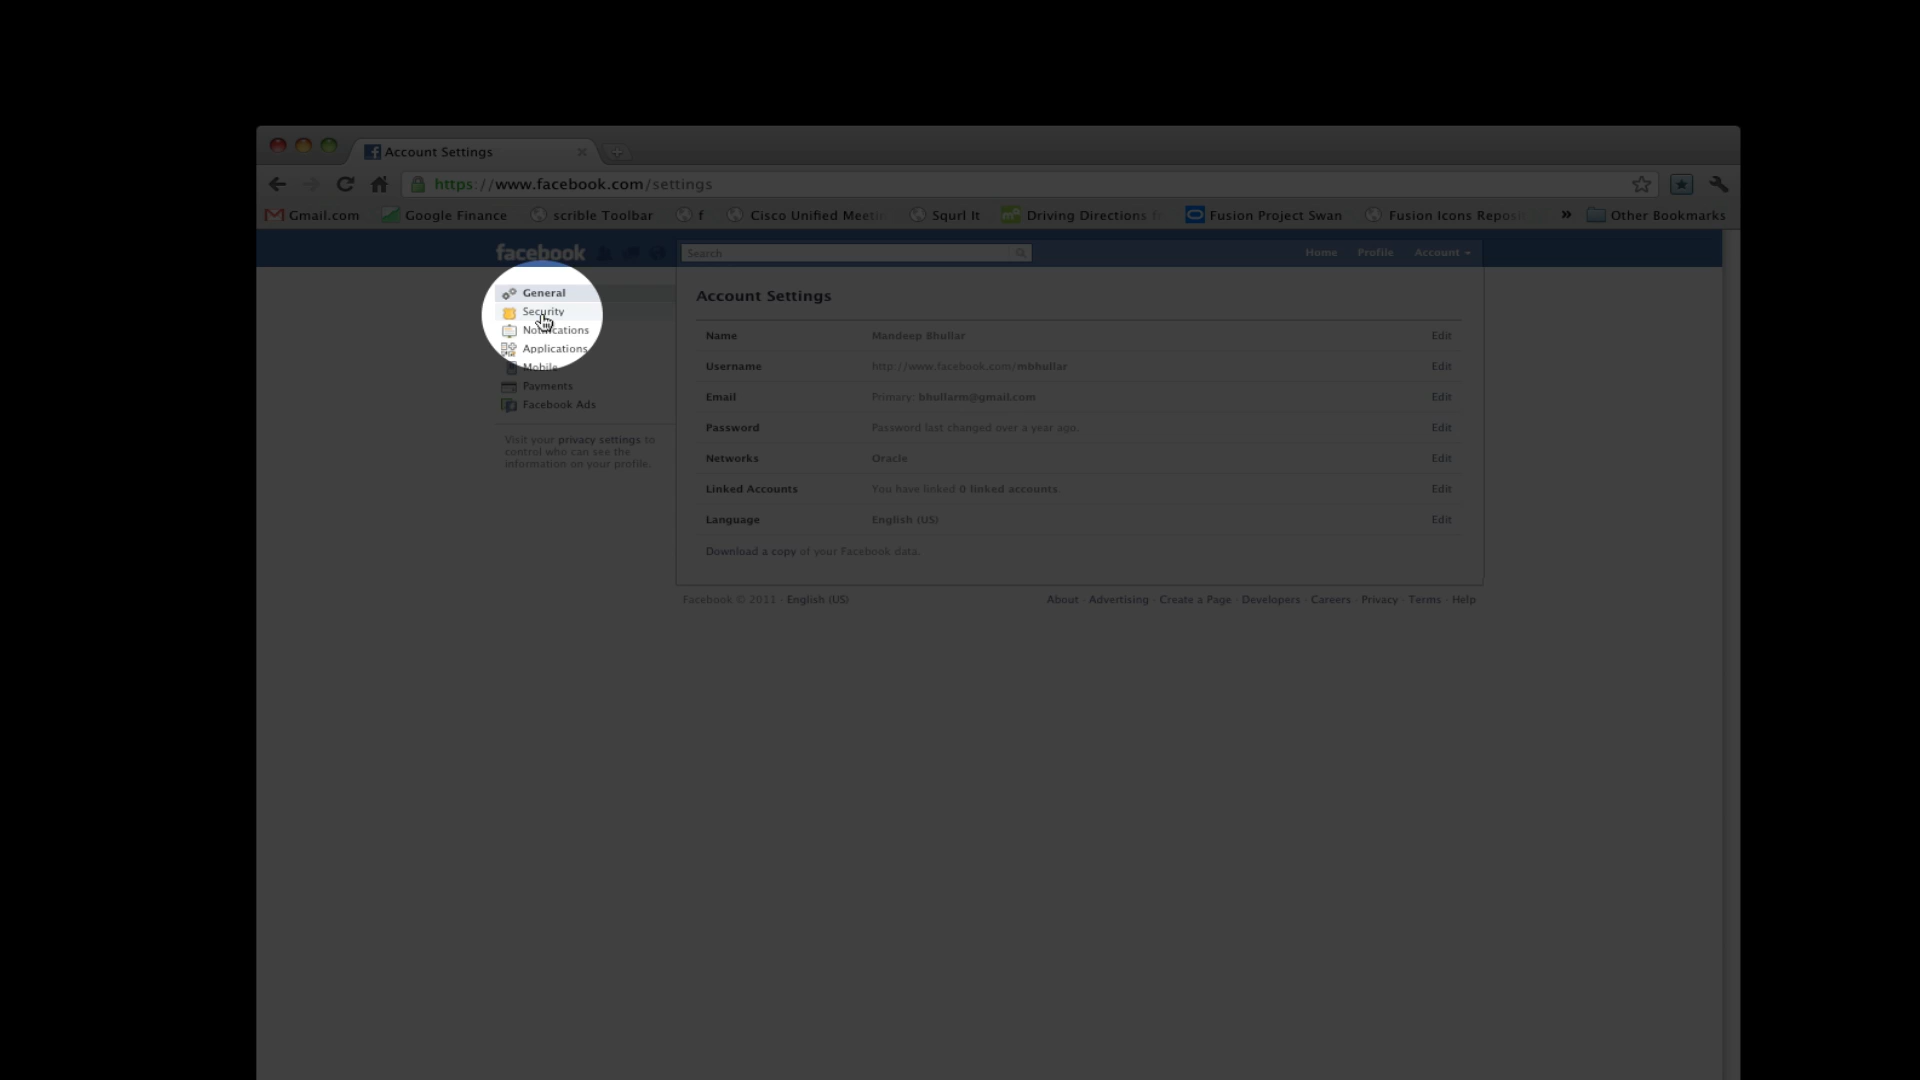 Account Settings
https://www.facebook.com/settings
Gmail.com Google Finance scrible Toolbar f Cisco Unified Meetin Squrl It Driving Directions fr Fusion Project Swan Fusion Icons Reposit » Other Bookmarks
facebook Search Home Profile Account
General
Security
Notifications
Applications
Mobile
Payments
Facebook Ads
Visit your privacy settings to
control who can see the
information on your profile.
Account Settings
Name Mandeep Bhullar Edit
Username http://www.facebook.com/mbhullar Edit
Email Primary: bhullarm@gmail.com Edit
Password Password last changed over a year ago. Edit
Networks Oracle Edit
Linked Accounts You have linked 0 linked accounts. Edit
Language English (US) Edit
Download a copy of your Facebook data.
Facebook © 2011 · English (US) About · Advertising · Create a Page · Developers · Careers · Privacy · Terms · Help